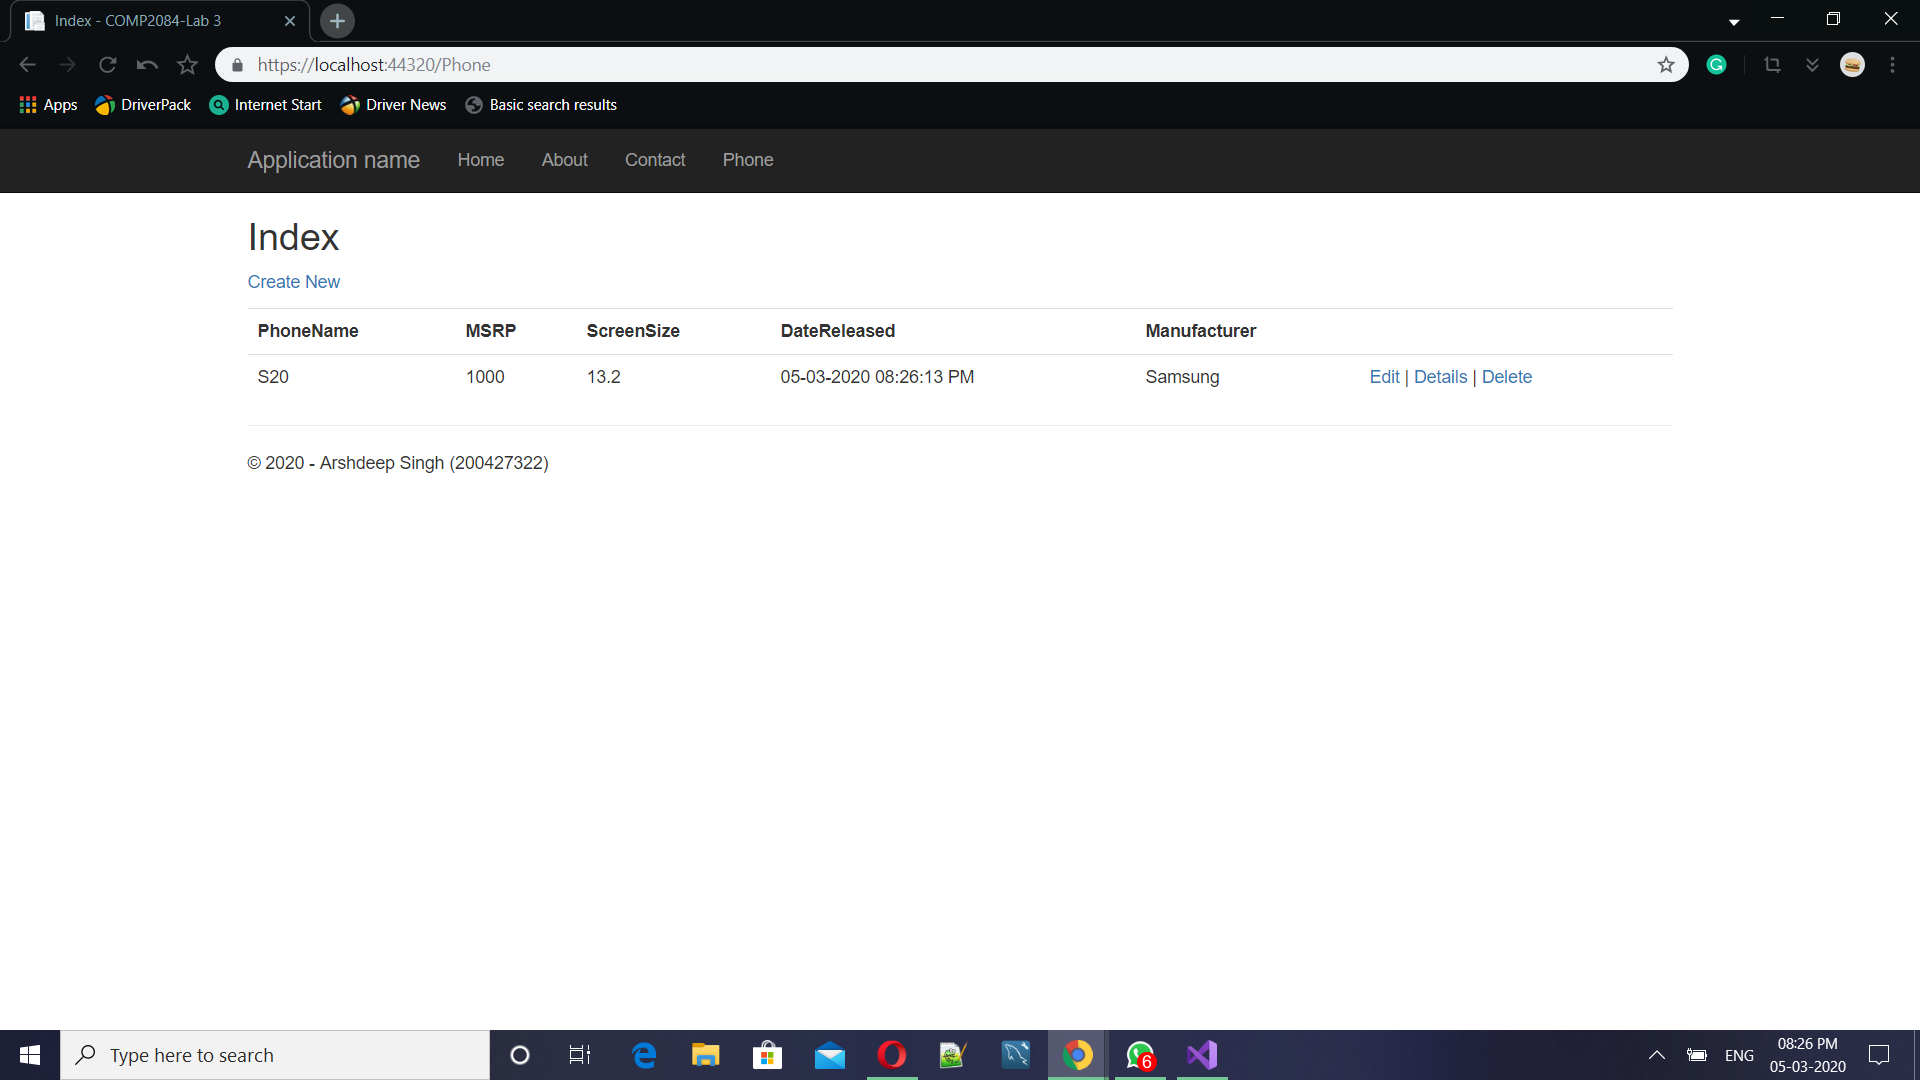 Index - COMP2084-Lab 3
https://localhost:44320/Phone
Apps DriverPack Internet Start Driver News Basic search results
Application name Home About Contact Phone
Index
Create New
PhoneName MSRP ScreenSize DateReleased Manufacturer
S20 1000 13.2 05-03-2020 08:26:13 PM Samsung Edit | Details | Delete
© 2020 - Arshdeep Singh (200427322)
Type here to search
6
ENG
08:26 PM
05-03-2020